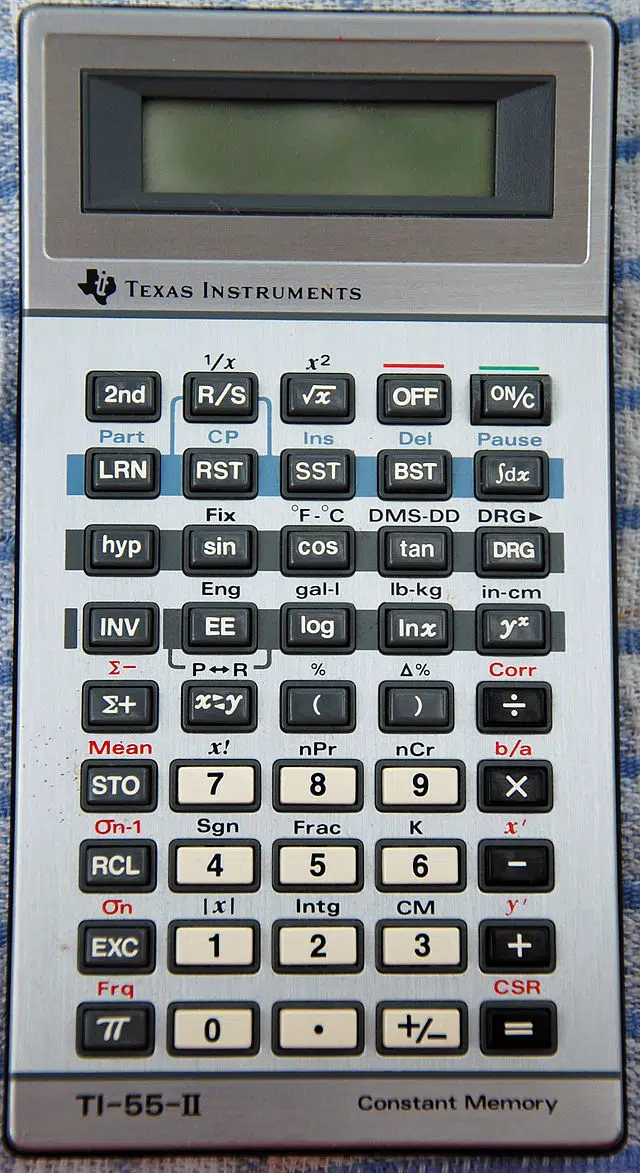 TEXAS INSTRUMENTS
1/x x²
2nd R/S √x OFF ON/C
Part CP Ins Del Pause
LRN RST SST BST ∫dx
Fix °F-°C DMS-DD DRG►
hyp sin cos tan DRG
Eng gal-l lb-kg in-cm
INV EE log lnx yˣ
Σ− P↔R % Δ% Corr
Σ+ x⇄y ( ) ÷
Mean x! nPr nCr b/a
STO 7 8 9 ×
σn-1 Sgn Frac K x'
RCL 4 5 6 −
σn |x| Intg CM y'
EXC 1 2 3 +
Frq CSR
π 0 • +/− =
TI-55-II Constant Memory